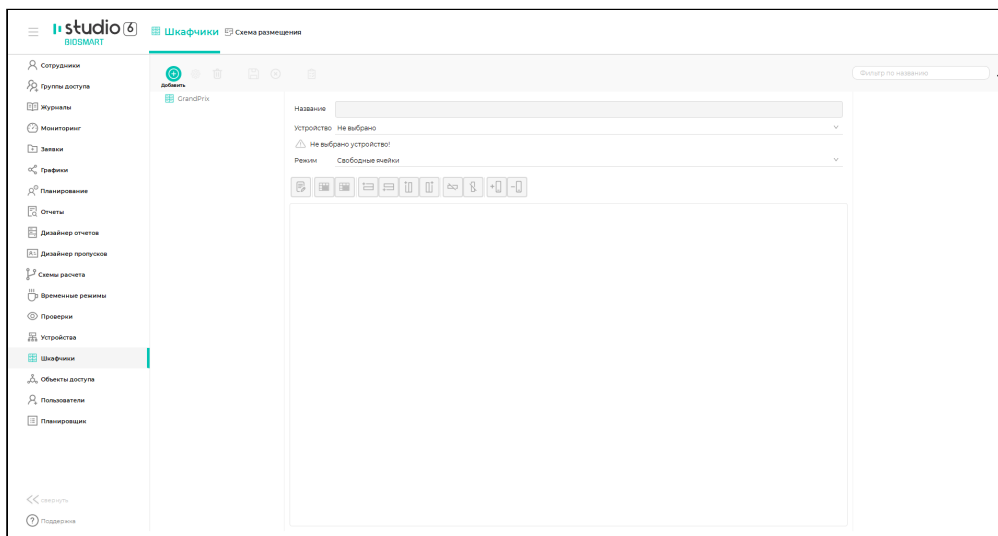 studio 6
BIOSMART
Шкафчики
Схема размещения
Сотрудники
Группы доступа
Журналы
Мониторинг
Заявки
Графики
Планирование
Отчеты
Дизайнер отчетов
Дизайнер пропусков
Схемы расчета
Временные режимы
Проверки
Устройства
Шкафчики
Объекты доступа
Пользователи
Планировщик
свернуть
Поддержка
Добавить
Фильтр по названию
GrandPrix
Название
Устройство Не выбрано
Не выбрано устройство!
Режим Свободные ячейки